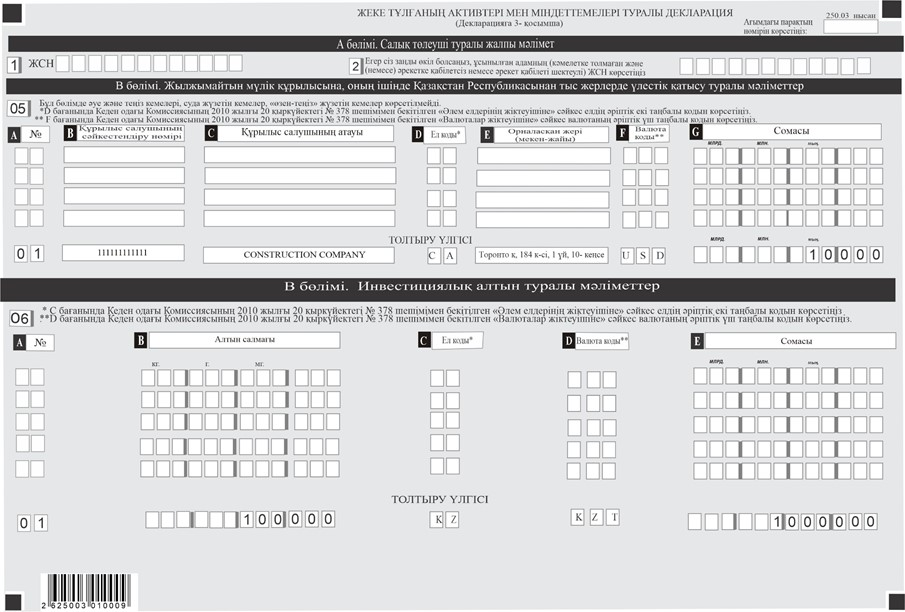 ЖЕКЕ ТҰЛҒАНЫҢ АКТИВТЕРІ МЕН МІНДЕТТЕМЕЛЕРІ ТУРАЛЫ ДЕКЛАРАЦИЯ
(Декларацияға 3- қосымша)
250.03 нысан
Ағымдағы парақтың нөмірін көрсетіңіз:
А бөлімі. Салық төлеуші туралы жалпы мәлімет
1 ЖСН
2 Егер сіз заңды өкіл болсаңыз, ұсынылған адамның (кәмелетке толмаған және (немесе) әрекетке қабілетсіз немесе әрекет қабілеті шектеулі) ЖСН көрсетіңіз
В бөлімі. Жылжымайтын мүлік құрылысына, оның ішінде Қазақстан Республикасынан тыс жерлерде үлестік қатысу туралы мәліметтер
05 Бұл бөлімде әуе және теңіз кемелері, суда жүзетін кемелер, «өзен-теңіз» жүзетін кемелер көрсетілмейді.
*D бағанында Кеден одағы Комиссиясының 2010 жылғы 20 қыркүйектегі № 378 шешімімен бекітілген «Әлем елдерінің жіктеуішіне» сәйкес елдің әріптік екі таңбалы кодын көрсетіңіз.
** F бағанында Кеден одағы Комиссиясының 2010 жылғы 20 қыркүйектегі № 378 шешімімен бекітілген «Валюталар жіктеуішіне» сәйкес валютаның әріптік үш таңбалы кодын көрсетіңіз.
A № B Құрылыс салушының сәйкестендіру нөмірі C Құрылыс салушының атауы D Ел коды* E Орналасқан жері (мекен-жайы) F Валюта коды** G Сомасы
МЛРД. МЛН. тың.
ТОЛТЫРУ ҮЛГІСІ
МЛРД. МЛН. тың.
0 1 111111111111 CONSTRUCTION COMPANY C A Торонто қ, 184 к-сі, 1 үй, 10- кеңсе U S D 1 0 0 0 0
В бөлімі. Инвестициялық алтын туралы мәліметтер
06 * C бағанында Кеден одағы Комиссиясының 2010 жылғы 20 қыркүйектегі № 378 шешімімен бекітілген «Әлем елдерінің жіктеуішіне» сәйкес елдің әріптік екі таңбалы кодын көрсетіңіз.
**D бағанында Кеден одағы Комиссиясының 2010 жылғы 20 қыркүйектегі № 378 шешімімен бекітілген «Валюталар жіктеуішіне» сәйкес валютаның әріптік үш таңбалы кодын көрсетіңіз
A № B Алтын салмағы C Ел коды* D Валюта коды** E Сомасы
КГ. Г. МГ. МЛРД. МЛН. тың.
ТОЛТЫРУ ҮЛГІСІ
0 1 1 0 0 0 0 0 K Z K Z T 1 0 0 0 0 0 0
2 625003 010009